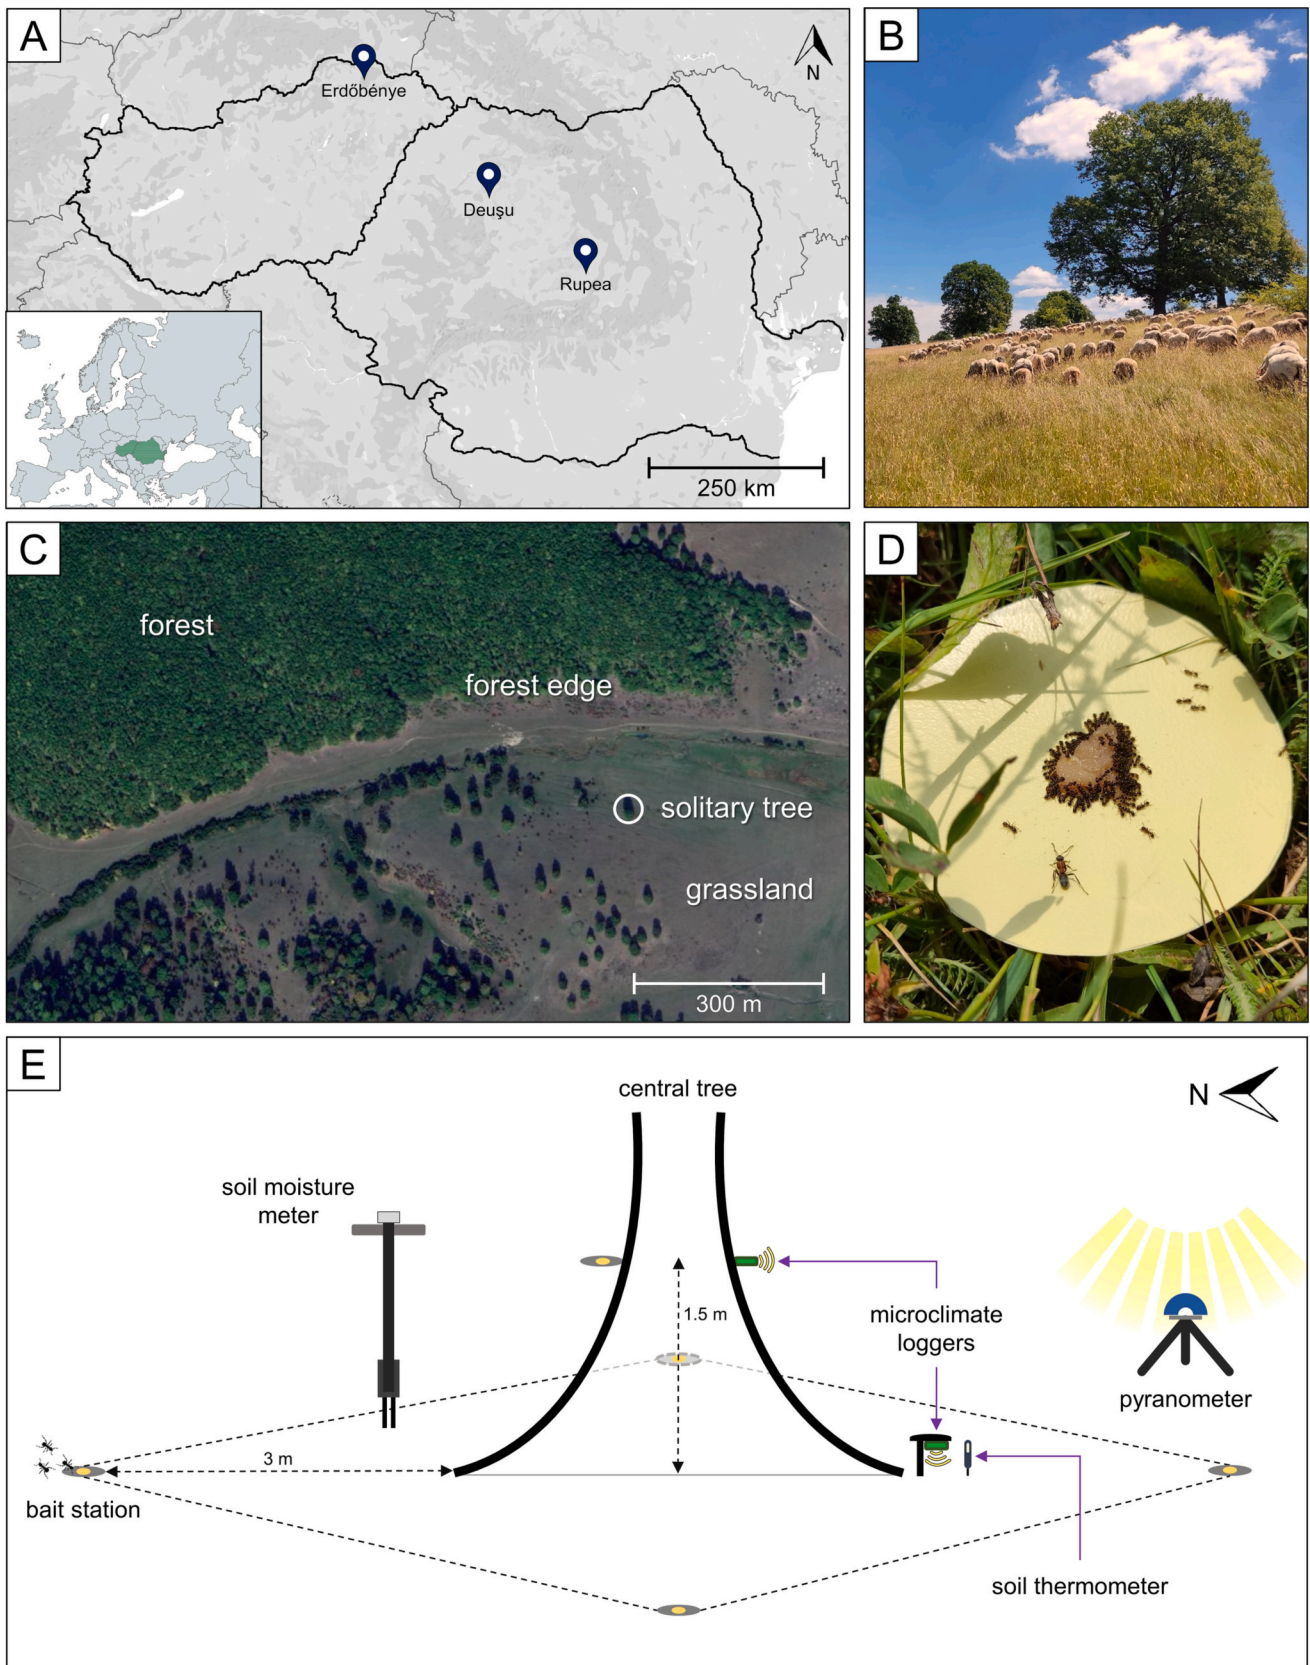 A
N
Erdőbénye
Deuşu
Rupea
250 km
B
C
forest
forest edge
solitary tree
grassland
300 m
D
E
central tree
N
soil moisture
meter
1.5 m
microclimate
loggers
pyranometer
3 m
bait station
soil thermometer